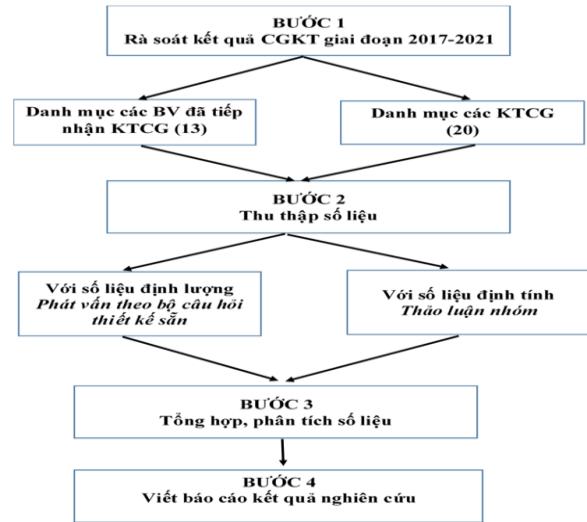 BƯỚC 1
Rà soát kết quả CGKT giai đoạn 2017-2021
Danh mục các BV đã tiếp
nhận KTCG (13)
Danh mục các KTCG
(20)
BƯỚC 2
Thu thập số liệu
Với số liệu định lượng
Phát vấn theo bộ câu hỏi
thiết kế sẵn
Với số liệu định tính
Thảo luận nhóm
BƯỚC 3
Tổng hợp, phân tích số liệu
BƯỚC 4
Viết báo cáo kết quả nghiên cứu